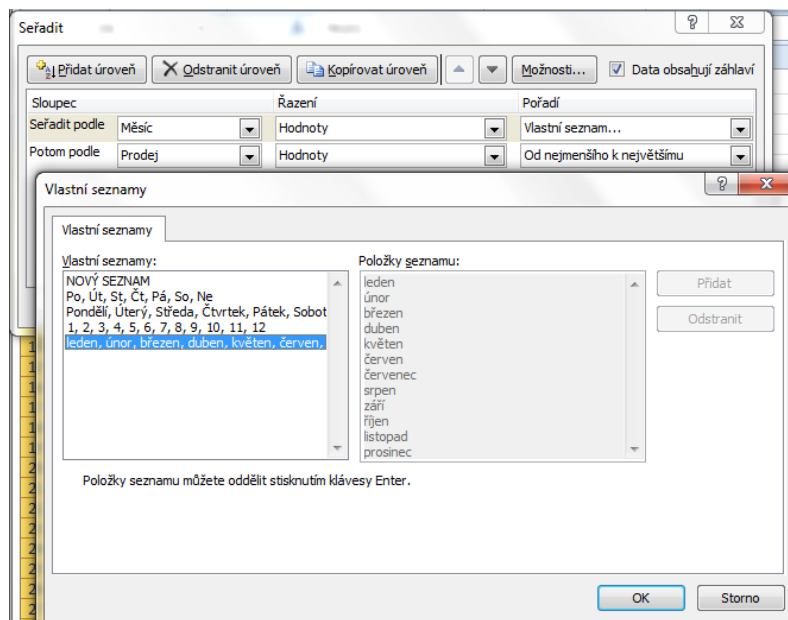 Seřadit
Přidat úroveň Odstranit úroveň Kopírovat úroveň Možnosti... Data obsahují záhlaví
Sloupec Řazení Pořadí
Seřadit podle Měsíc Hodnoty Vlastní seznam...
Potom podle Prodej Hodnoty Od nejmenšího k největšímu
Vlastní seznamy
Vlastní seznamy
Vlastní seznamy: Položky seznamu:
NOVÝ SEZNAM
Po, Út, St, Čt, Pá, So, Ne
Pondělí, Úterý, Středa, Čtvrtek, Pátek, Sobot
1, 2, 3, 4, 5, 6, 7, 8, 9, 10, 11, 12
leden, únor, březen, duben, květen, červen,
leden
únor
březen
duben
květen
červen
červenec
srpen
září
říjen
listopad
prosinec
Přidat
Odstranit
Položky seznamu můžete oddělit stisknutím klávesy Enter.
OK Storno